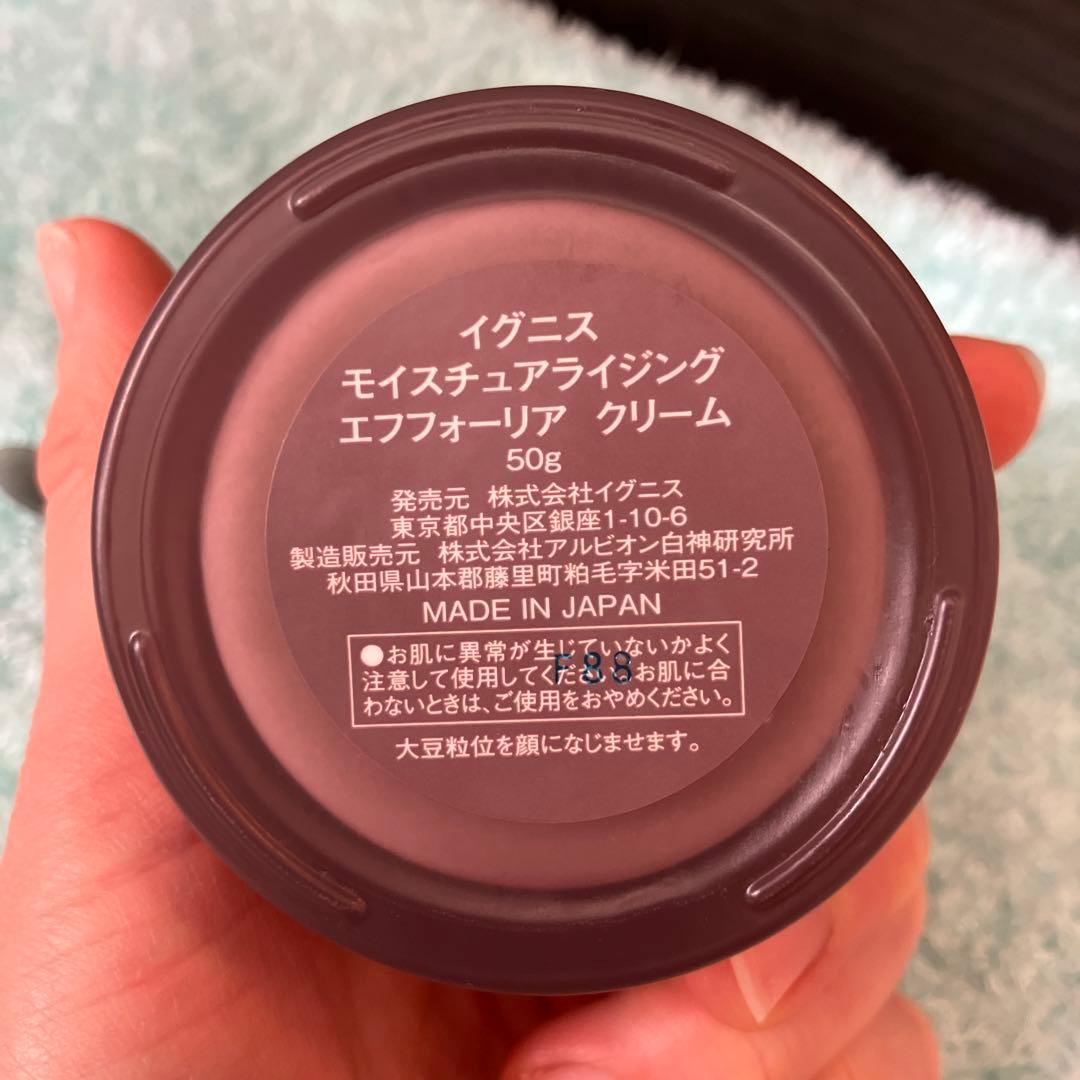 イグニス
モイスチュアライジング
エフフォーリア クリーム
50g
発売元 株式会社イグニス
東京都中央区銀座1-10-6
製造販売元 株式会社アルビオン白神研究所
秋田県山本郡藤里町粕毛字米田51-2
MADE IN JAPAN
●お肌に異常が生じていないかよく
注意して使用してください。お肌に合
わないときは、ご使用をおやめください。
F88
大豆粒位を顔になじませます。